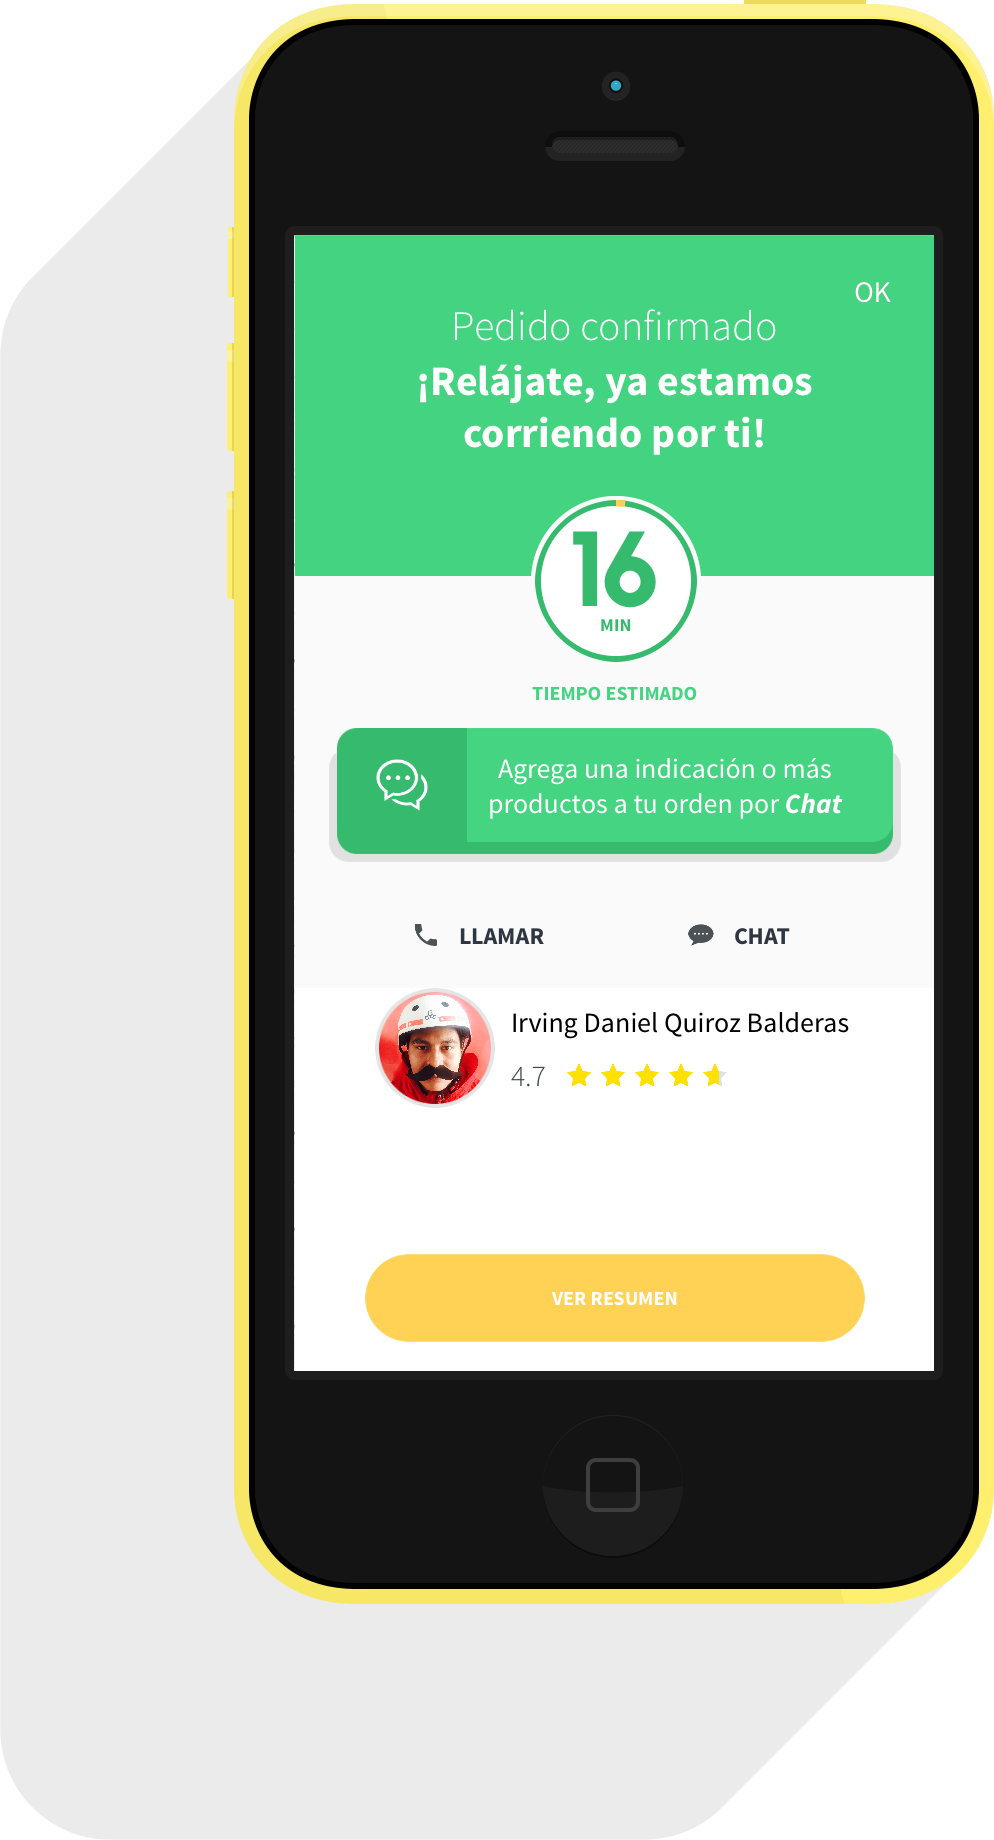 OK
Pedido confirmado
¡Relájate, ya estamos
corriendo por ti!
16
MIN
TIEMPO ESTIMADO
Agrega una indicación o más
productos a tu orden por Chat
LLAMAR
CHAT
Irving Daniel Quiroz Balderas
4.7
VER RESUMEN